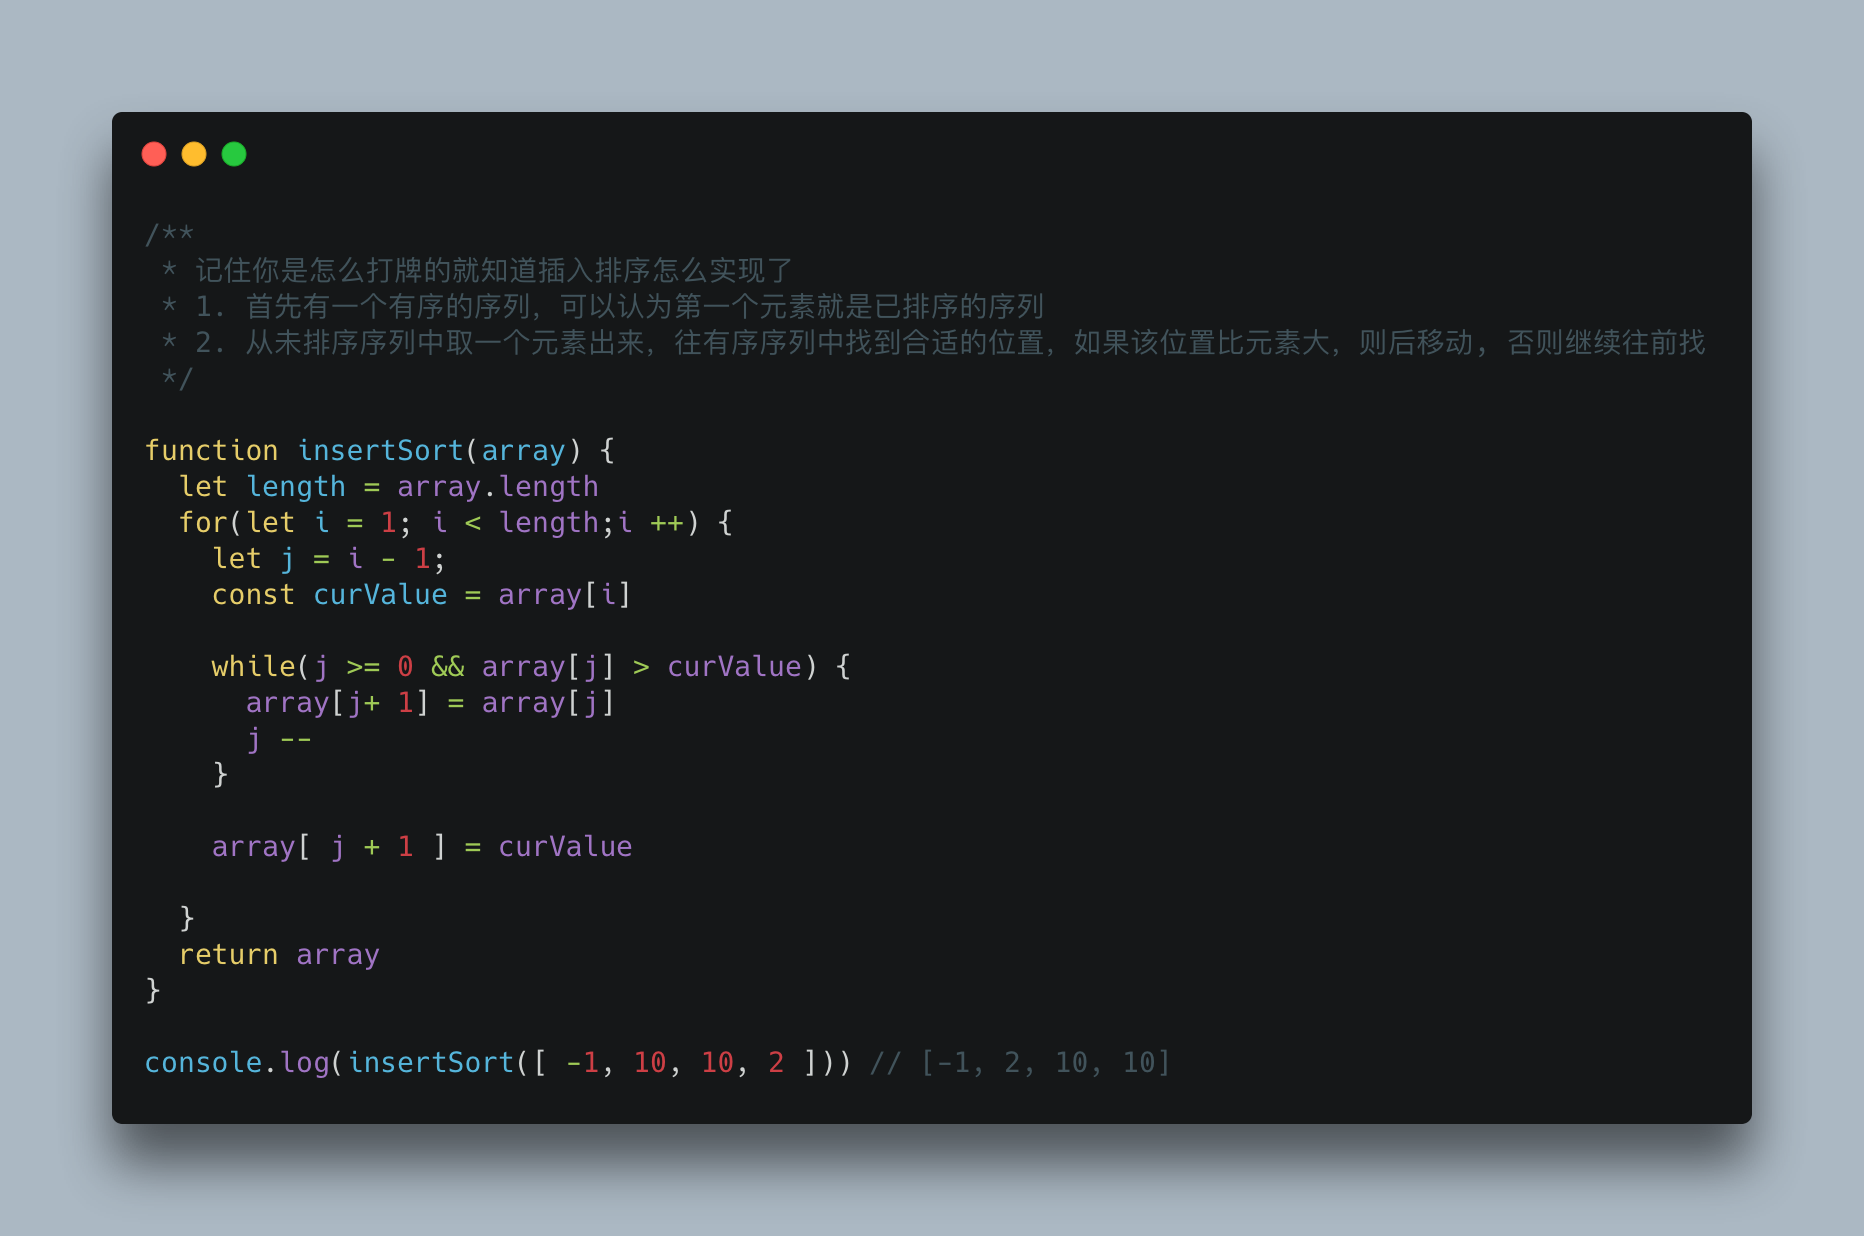 /**
 * 记住你是怎么打牌的就知道插入排序怎么实现了
 * 1. 首先有一个有序的序列，可以认为第一个元素就是已排序的序列
 * 2. 从未排序序列中取一个元素出来，往有序序列中找到合适的位置，如果该位置比元素大，则后移动, 否则继续往前找
 */
function insertSort(array) {
  let length = array.length
  for(let i = 1; i < length;i ++) {
    let j = i - 1;
    const curValue = array[i]
    while(j >= 0 && array[j] > curValue) {
      array[j+ 1] = array[j]
      j --
    }
    array[ j + 1 ] = curValue
  }
  return array
}
console.log(insertSort([ -1, 10, 10, 2 ])) // [-1, 2, 10, 10]